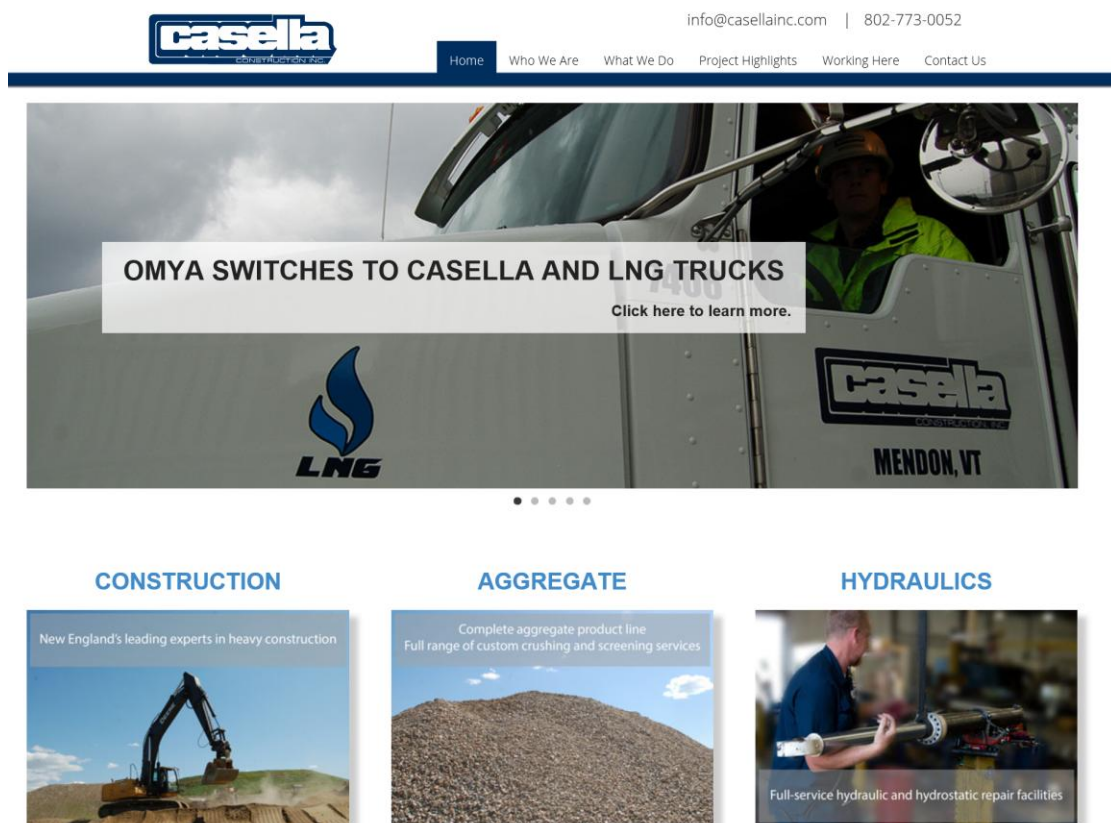 casella
CONSTRUCTION, INC.
info@casellainc.com | 802-773-0052
Home Who We Are What We Do Project Highlights Working Here Contact Us
OMYA SWITCHES TO CASELLA AND LNG TRUCKS
Click here to learn more.
LNG
casella
CONSTRUCTION, INC.
MENDON, VT
CONSTRUCTION
AGGREGATE
HYDRAULICS
New England's leading experts in heavy construction
Complete aggregate product line
Full range of custom crushing and screening services
Full-service hydraulic and hydrostatic repair facilities